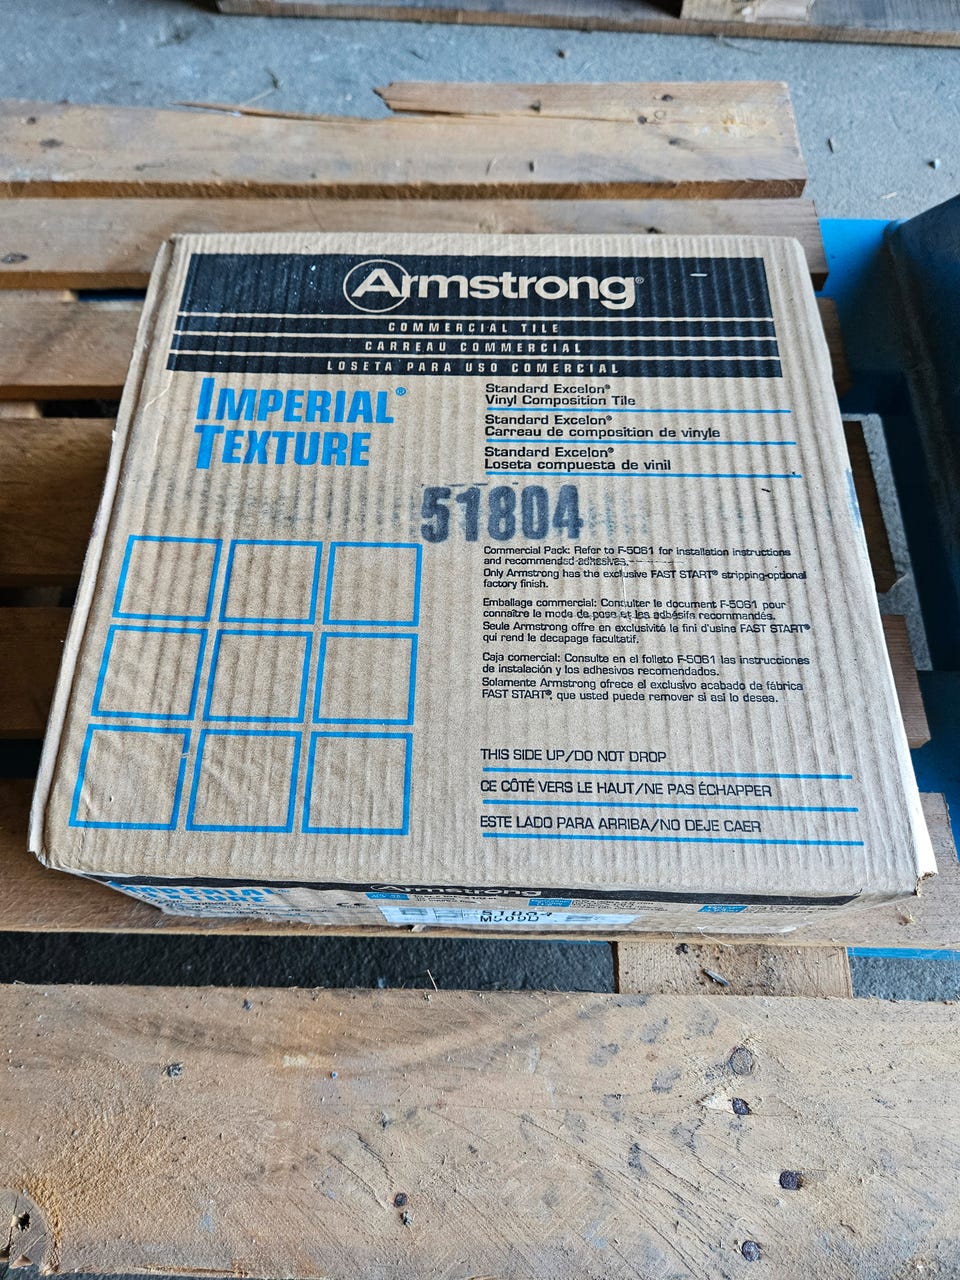 Armstrong®
COMMERCIAL TILE
CARREAU COMMERCIAL
LOSETA PARA USO COMERCIAL
IMPERIAL®
TEXTURE
Standard Excelon®
Vinyl Composition Tile
Standard Excelon®
Carreau de composition de vinyle
Standard Excelon®
Loseta compuesta de vinil
51804
Commercial Pack: Refer to F-5061 for installation instructions
and recommended adhesives.
Only Armstrong has the exclusive FAST START® stripping-optional
factory finish.
Emballage commercial: Consulter le document F-5061 pour
connaître le mode de pose et les adhésifs recommandés.
Seule Armstrong offre en exclusivité le fini d'usine FAST START®
qui rend le decapage facultatif.
Caja comercial: Consulte en el folleto F-5061 las instrucciones
de instalación y los adhesivos recomendados.
Solamente Armstrong ofrece el exclusivo acabado de fábrica
FAST START®, que usted puede remover si asi lo desea.
THIS SIDE UP/DO NOT DROP
CE CÔTÉ VERS LE HAUT/NE PAS ÉCHAPPER
ESTE LADO PARA ARRIBA/NO DEJE CAER
IMPERIAL
TEXTURE
Armstrong
51804